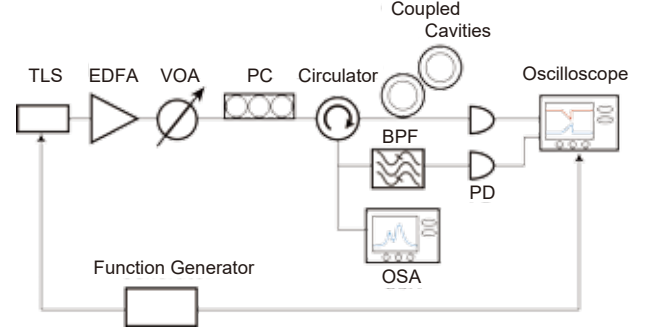 Coupled
Cavities
TLS EDFA VOA PC Circulator Oscilloscope
BPF
PD
OSA
Function Generator